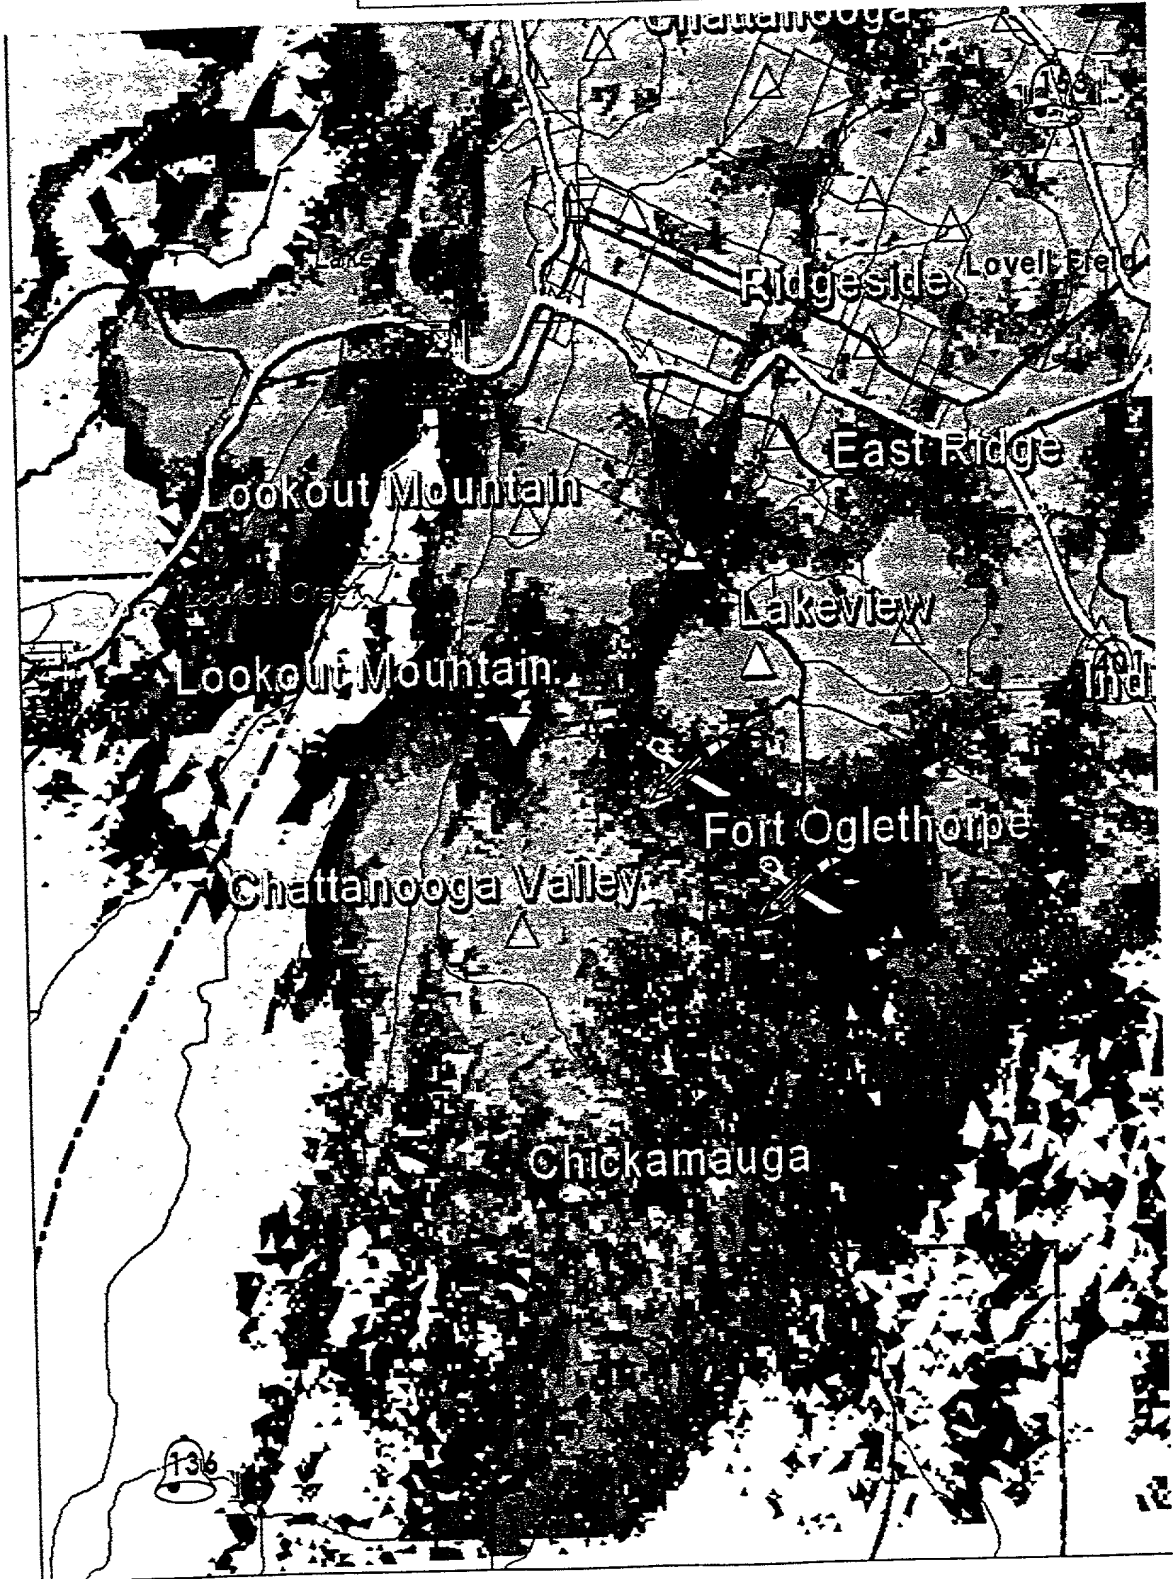 Chattanooga
Ridgeside
Lovell Field
East Ridge
Lookout Mountain
Lookout Creek
Lakeview
Lookout Mountain
Ind
Fort Oglethorpe
Chattanooga Valley
Chickamauga
136